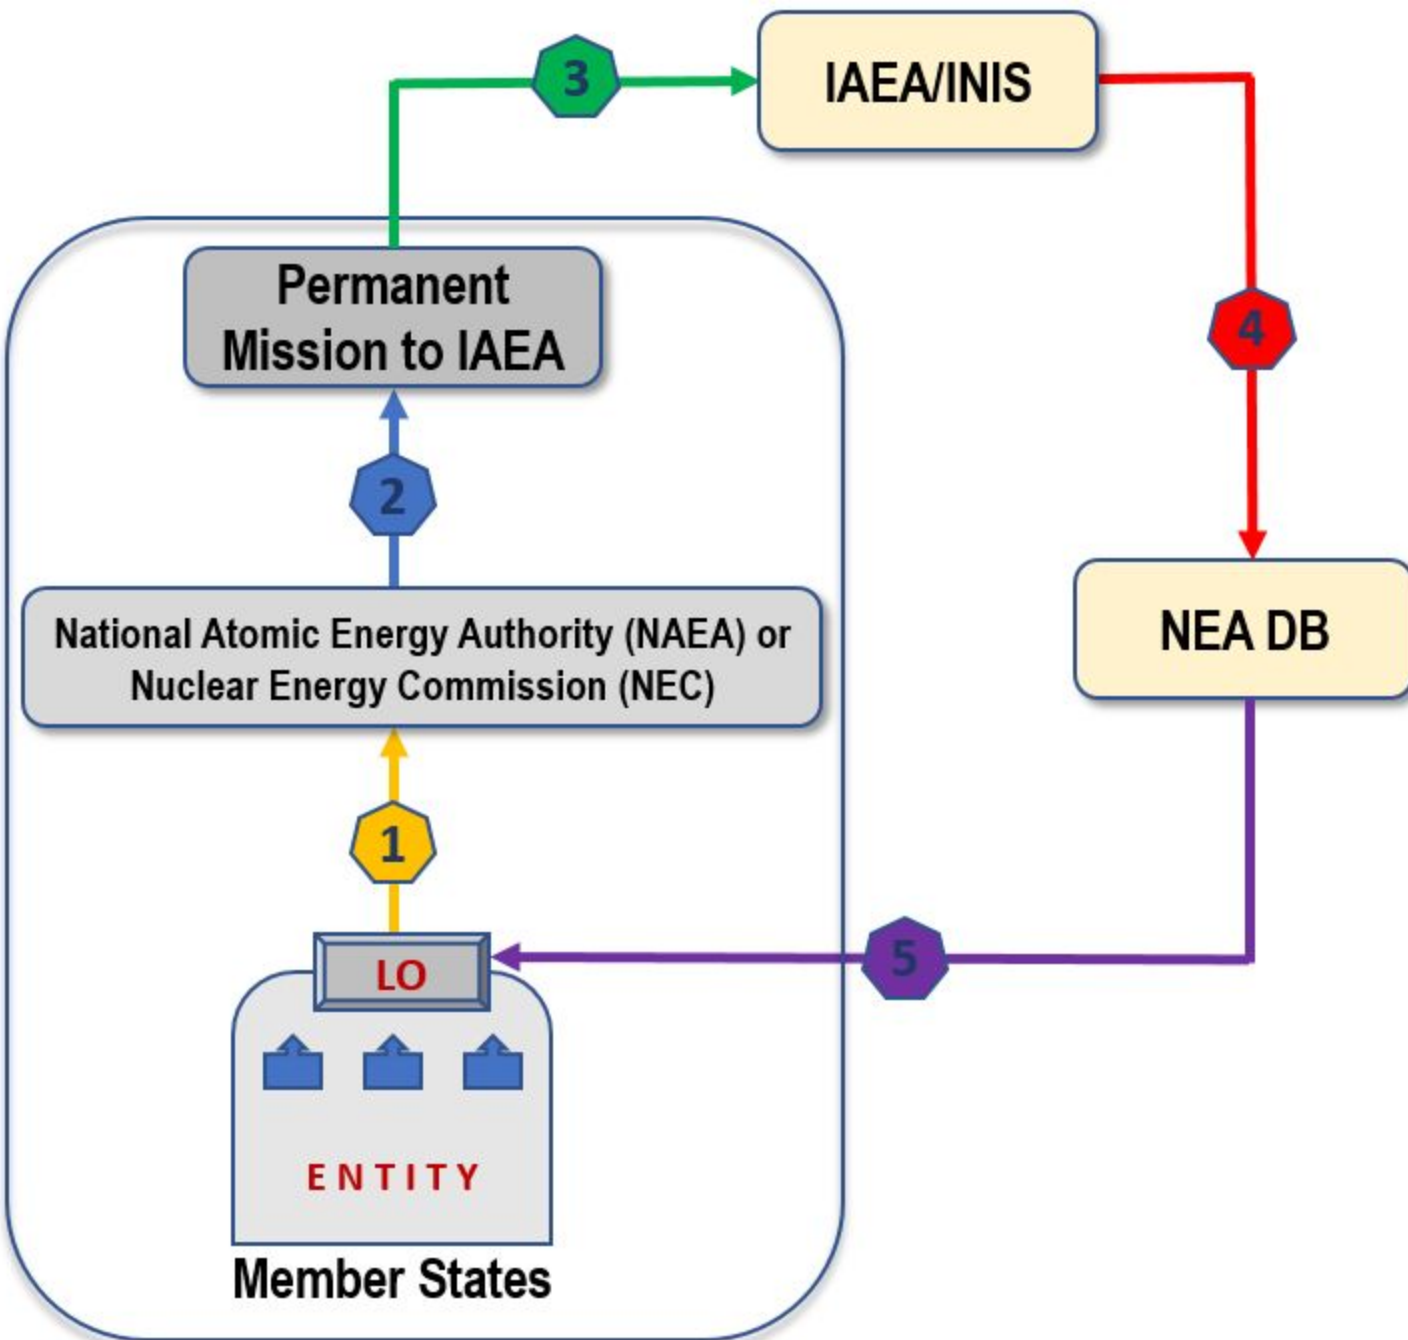 3
IAEA/INIS
4
Permanent
Mission to IAEA
2
National Atomic Energy Authority (NAEA) or
Nuclear Energy Commission (NEC)
NEA DB
1
LO
5
ENTITY
Member States